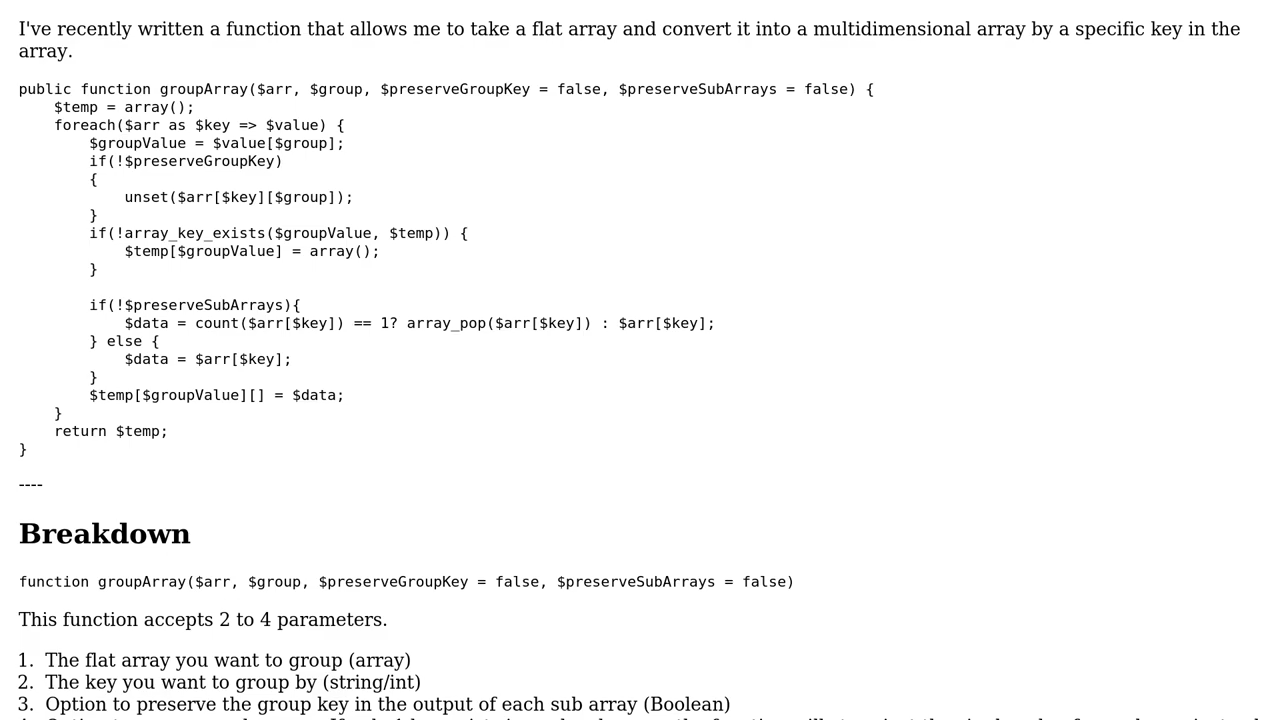 I've recently written a function that allows me to take a flat array and convert it into a multidimensional array by a specific key in the
array.
public function groupArray($arr, $group, $preserveGroupKey = false, $preserveSubArrays = false) {
    $temp = array();
    foreach($arr as $key => $value) {
        $groupValue = $value[$group];
        if(!$preserveGroupKey)
        {
            unset($arr[$key][$group]);
        }
        if(!array_key_exists($groupValue, $temp)) {
            $temp[$groupValue] = array();
        }
        if(!$preserveSubArrays){
            $data = count($arr[$key]) == 1? array_pop($arr[$key]) : $arr[$key];
        } else {
            $data = $arr[$key];
        }
        $temp[$groupValue][] = $data;
    }
    return $temp;
}
----
Breakdown
function groupArray($arr, $group, $preserveGroupKey = false, $preserveSubArrays = false)
This function accepts 2 to 4 parameters.
1. The flat array you want to group (array)
2. The key you want to group by (string/int)
3. Option to preserve the group key in the output of each sub array (Boolean)